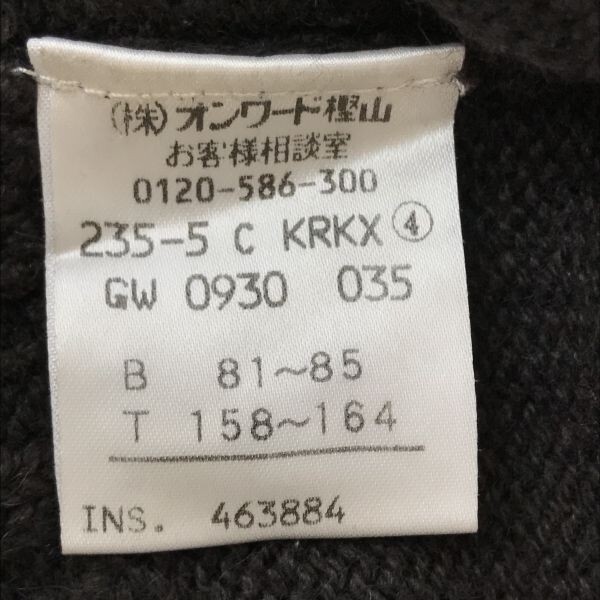 (株)オンワード樫山
お客様相談室
0120-586-300
235-5 C KRKX ④
GW 0930 035
B 81~85
T 158~164
INS. 463884